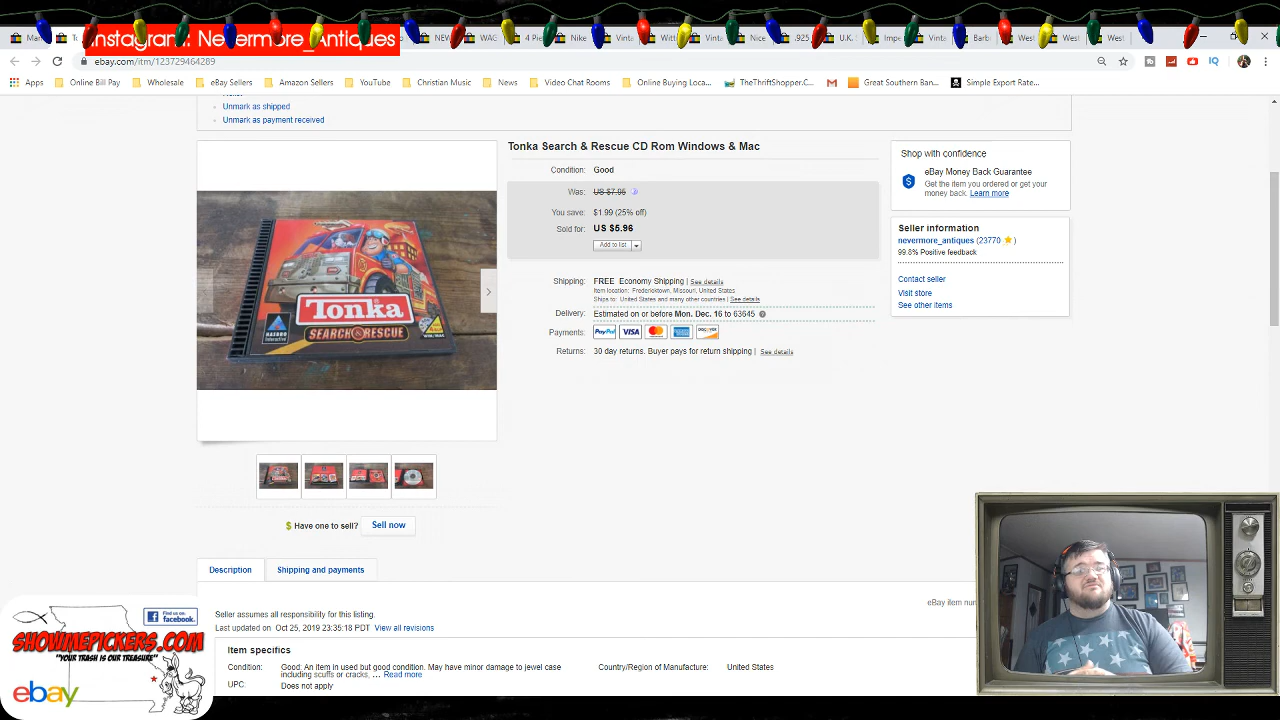 Instagram: Nevermore_Antiques
ebay.com/itm/123729464289
Apps Online Bill Pay Wholesale eBay Sellers Amazon Sellers YouTube Christian Music News Video Chat Rooms Online Buying Loca... TheThriftShopper.C... U.K.: Great Southern Ban... Simple Export Rate...
Unmark as shipped
Unmark as payment received
Tonka Search & Rescue CD Rom Windows & Mac
Condition: Good
Was: US $7.95
You save: $1.99 (25% off)
Sold for: US $5.96
Add to list
Shipping: FREE Economy Shipping | See details
Item location: Fredericktown, Missouri, United States
Ships to: United States and many other countries | See details
Delivery: Estimated on or before Mon. Dec. 16 to 63645
Payments: PayPal VISA
Returns: 30 day returns. Buyer pays for return shipping | See details
Shop with confidence
eBay Money Back Guarantee
Get the item you ordered or get your
money back. Learn more
Seller information
nevermore_antiques (23770 )
99.8% Positive feedback
Contact seller
Visit store
See other items
Tonka
SEARCH & RESCUE
HASBRO
Interactive
WIN/MAC
$ Have one to sell? Sell now
Description Shipping and payments
Seller assumes all responsibility for this listing.
eBay item num
Last updated on Oct 25, 2019 23:35:18 PDT View all revisions
Item specifics
Condition: Good: An item in used but good condition. May have minor damage to jewel case
including scuffs or cracks, ... Read more
Country/Region of Manufacture: United States
UPC: Does not apply
Find us on
facebook.
SHOWMEPICKERS.COM
"YOUR TRASH IS OUR TREASURE"
ebay